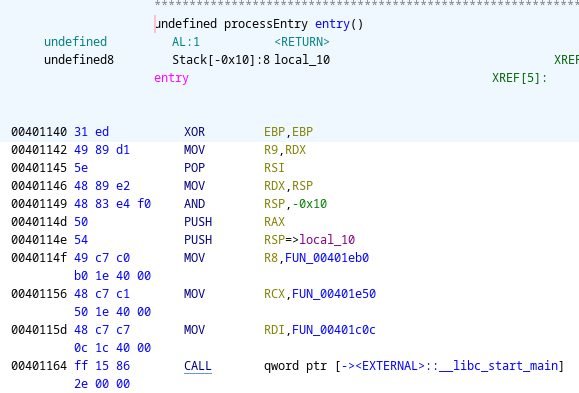 ******************************************************
undefined processEntry entry()
undefined AL:1 <RETURN>
undefined8 Stack[-0x10]:8 local_10 XREF
entry XREF[5]:
00401140 31 ed XOR EBP,EBP
00401142 49 89 d1 MOV R9,RDX
00401145 5e POP RSI
00401146 48 89 e2 MOV RDX,RSP
00401149 48 83 e4 f0 AND RSP,-0x10
0040114d 50 PUSH RAX
0040114e 54 PUSH RSP=>local_10
0040114f 49 c7 c0 MOV R8,FUN_00401eb0
b0 1e 40 00
00401156 48 c7 c1 MOV RCX,FUN_00401e50
50 1e 40 00
0040115d 48 c7 c7 MOV RDI,FUN_00401c0c
0c 1c 40 00
00401164 ff 15 86 CALL qword ptr [-><EXTERNAL>::__libc_start_main]
2e 00 00